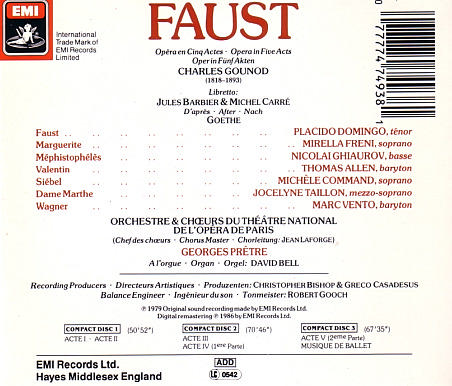 EMI
International
Trade Mark of
EMI Records
Limited
FAUST
0 77774 74938 1
Opéra en Cinq Actes · Opera in Five Acts
Oper in Fünf Akten
CHARLES GOUNOD
(1818–1893)
Libretto:
JULES BARBIER & MICHEL CARRÉ
D'après · After · Nach
GOETHE
Faust .. .. .. .. .. .. .. .. .. PLACIDO DOMINGO, ténor
Marguerite .. .. .. .. .. .. .. .. MIRELLA FRENI, soprano
Méphistophélès .. .. .. .. .. .. .. NICOLAI GHIAUROV, basse
Valentin .. .. .. .. .. .. .. .. THOMAS ALLEN, baryton
Siébel .. .. .. .. .. .. .. .. MICHÈLE COMMAND, soprano
Dame Marthe .. .. .. .. .. .. JOCELYNE TAILLON, mezzo-soprano
Wagner .. .. .. .. .. .. .. .. .. MARC VENTO, baryton
ORCHESTRE & CHŒURS DU THÉÂTRE NATIONAL
DE L'OPÉRA DE PARIS
(Chef des chœurs · Chorus Master · Chorleitung: JEAN LAFORGE)
GEORGES PRÊTRE
A l'orgue · Organ · Orgel: DAVID BELL
Recording Producers · Directeurs Artistiques · Produzenten: CHRISTOPHER BISHOP & GRECO CASADESUS
Balance Engineer · Ingénieur du son · Tonmeister: ROBERT GOOCH
℗ 1979 Original sound recording made by EMI Records Ltd.
Digital remastering ℗ 1986 by EMI Records Ltd.
COMPACT DISC 1 (50'52")
ACTE I · ACTE II
COMPACT DISC 2 (70'46")
ACTE III
ACTE IV (1ère Parte)
COMPACT DISC 3 (67'35")
ACTE V (2ème Parte)
MUSIQUE DE BALLET
EMI Records Ltd.
Hayes Middlesex England
ADD
LC 0542